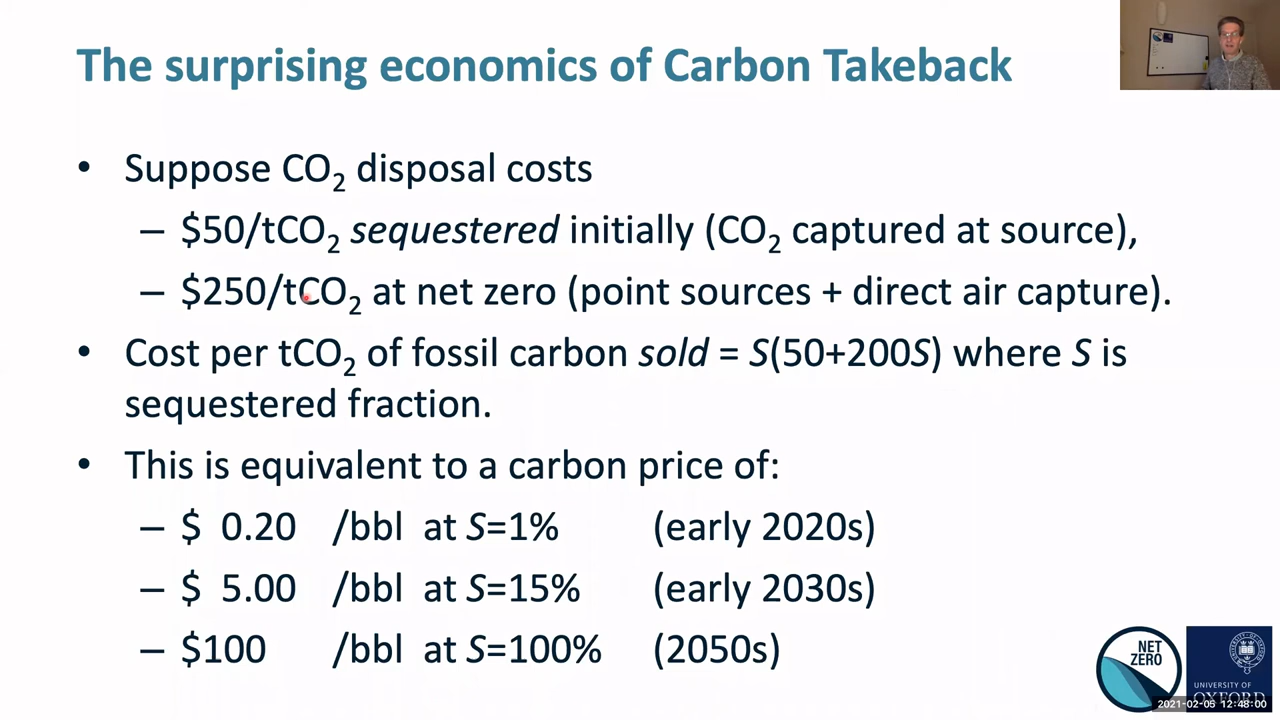 The surprising economics of Carbon Takeback
• Suppose CO₂ disposal costs
– $50/tCO₂ sequestered initially (CO₂ captured at source),
– $250/tCO₂ at net zero (point sources + direct air capture).
• Cost per tCO₂ of fossil carbon sold = S(50+200S) where S is
sequestered fraction.
• This is equivalent to a carbon price of:
– $ 0.20 /bbl at S=1% (early 2020s)
– $ 5.00 /bbl at S=15% (early 2030s)
– $100 /bbl at S=100% (2050s)
NET
ZERO
UNIVERSITY OF
OXFORD
2021-02-05 12:48:00